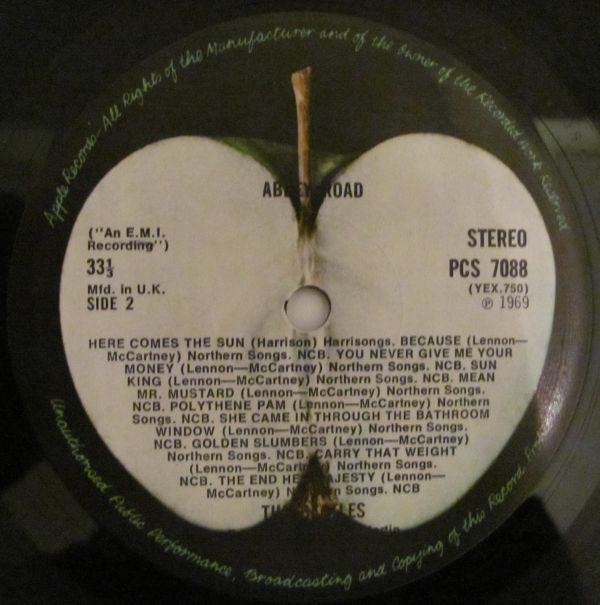 Apple Records · All Rights of the Manufacturer and of the Owner of the Recorded Work Reserved
ABBEY ROAD
("An E.M.I.
Recording")
STEREO
33⅓
PCS 7088
Mfd. in U.K.
(YEX.750)
SIDE 2
℗ 1969
HERE COMES THE SUN (Harrison) Harrisongs. BECAUSE (Lennon—
McCartney) Northern Songs. NCB. YOU NEVER GIVE ME YOUR
MONEY (Lennon—McCartney) Northern Songs. NCB. SUN
KING (Lennon—McCartney) Northern Songs. NCB. MEAN
MR. MUSTARD (Lennon—McCartney) Northern Songs.
NCB. POLYTHENE PAM (Lennon—McCartney) Northern
Songs. NCB. SHE CAME IN THROUGH THE BATHROOM
WINDOW (Lennon—McCartney) Northern Songs.
NCB. GOLDEN SLUMBERS (Lennon—McCartney)
Northern Songs. NCB. CARRY THAT WEIGHT
(Lennon—McCartney) Northern Songs.
NCB. THE END HER MAJESTY (Lennon—
McCartney) Northern Songs. NCB
THE BEATLES
Unauthorised Public Performance, Broadcasting and Copying of this Record